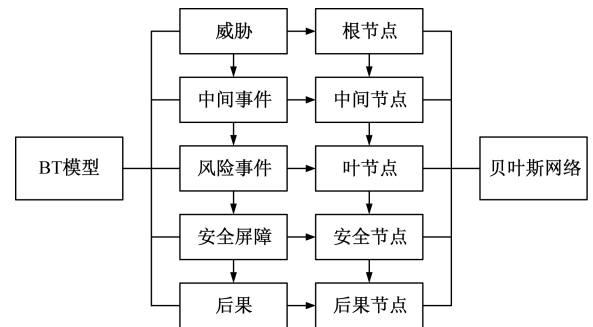 威胁
根节点
中间事件
中间节点
BT模型
风险事件
叶节点
贝叶斯网络
安全屏障
安全节点
后果
后果节点